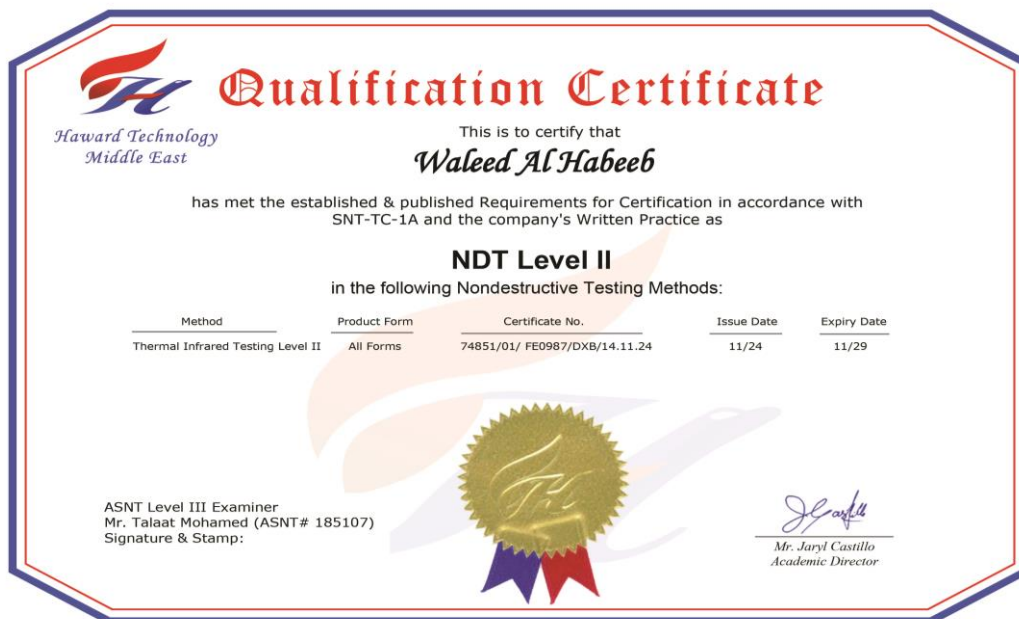 Haward Technology
Middle East
Qualification Certificate
This is to certify that
Waleed Al Habeeb
has met the established & published Requirements for Certification in accordance with
SNT-TC-1A and the company's Written Practice as
NDT Level II
in the following Nondestructive Testing Methods:
Method Product Form Certificate No. Issue Date Expiry Date
Thermal Infrared Testing Level II All Forms 74851/01/ FE0987/DXB/14.11.24 11/24 11/29
ASNT Level III Examiner
Mr. Talaat Mohamed (ASNT# 185107)
Signature & Stamp:
Mr. Jaryl Castillo
Academic Director